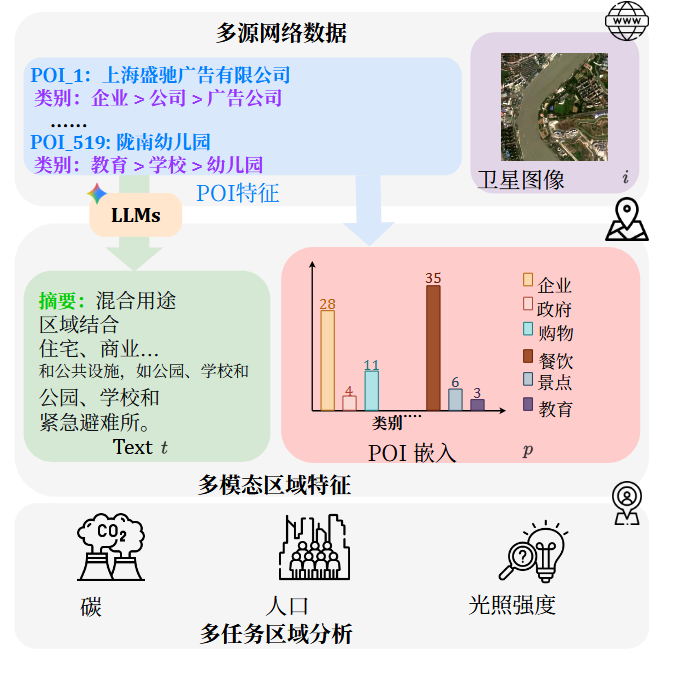 多源网络数据
WWW
POI_1：上海盛驰广告有限公司
类别：企业 > 公司 > 广告公司
......
POI_519: 陇南幼儿园
类别：教育 > 学校 > 幼儿园
卫星图像 i
POI特征
LLMs
摘要：混合用途
区域结合
住宅、商业...
和公共设施，如公园、学校和
公园、学校和
紧急避难所。
Text t
28
4
11
35
6
3
类别
......
企业
政府
购物
餐饮
景点
教育
POI 嵌入 p
多模态区域特征
CO2
碳
人口
光照强度
多任务区域分析